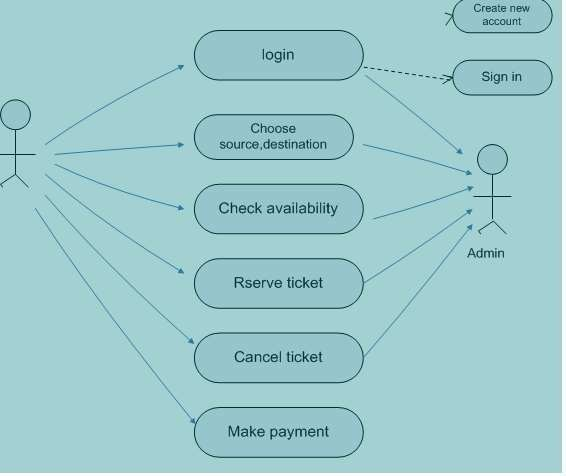 Create new
account
login
Sign in
Choose
source,destination
Check availability
Admin
Rserve ticket
Cancel ticket
Make payment